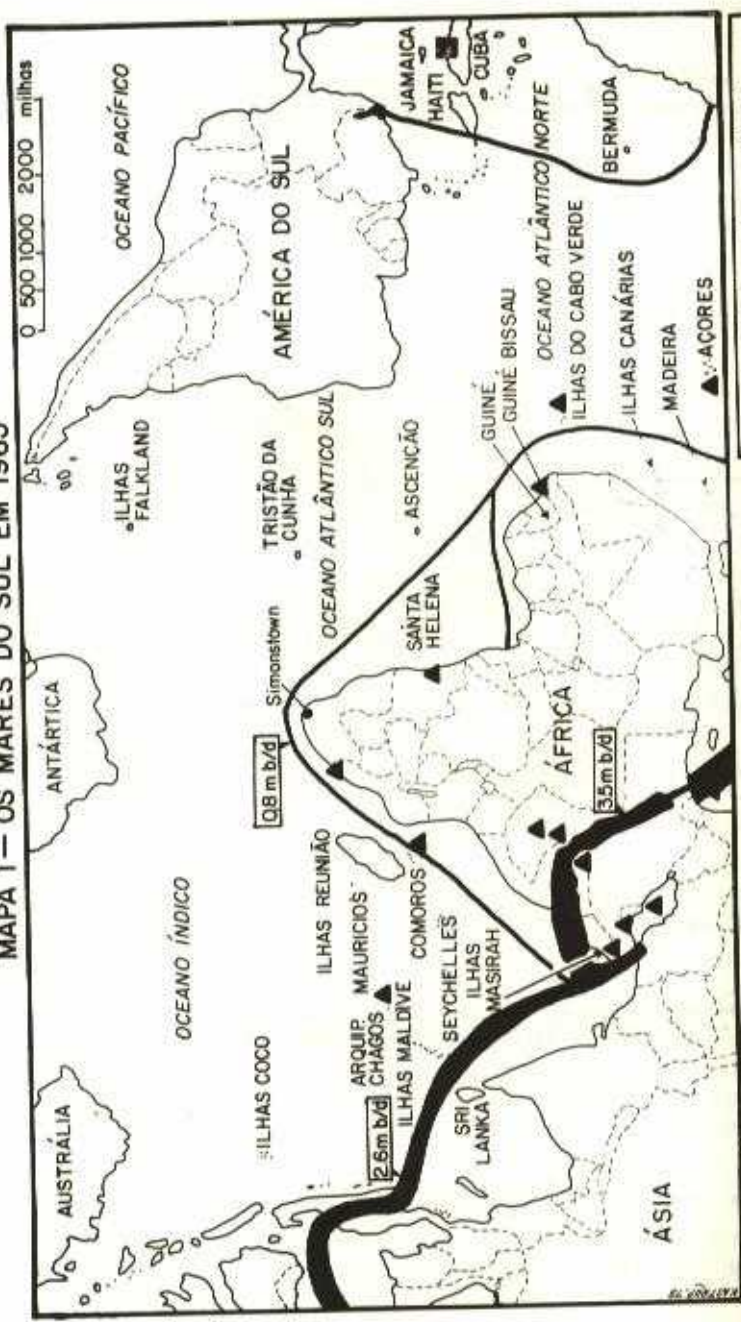 MAPA 1 — OS MARES DO SUL EM 1985
0 500 1000 2000 milhas
AUSTRÁLIA
ANTÁRTICA
OCEANO ÍNDICO
OCEANO PACÍFICO
ILHAS
FALKLAND
AMÉRICA DO SUL
ILHAS COCO
0,8 m b/d
Simonstown
TRISTÃO DA
CUNHA
OCEANO ATLÂNTICO SUL
ILHAS REUNIÃO
MAURICIOS
ARQUIP.
CHAGOS
ILHAS MALDIVE
2,6m b/d
COMOROS
SEYCHELLES
ILHAS
MASIRAH
SRI
LANKA
SANTA
HELENA
ASCENÇÃO
JAMAICA
HAITI
CUBA
OCEANO ATLÂNTICO NORTE
GUINÉ
GUINÉ BISSAU
ILHAS DO CABO VERDE
BERMUDA
ÁFRICA
3,5m b/d
ILHAS CANÁRIAS
MADEIRA
AÇORES
ÁSIA